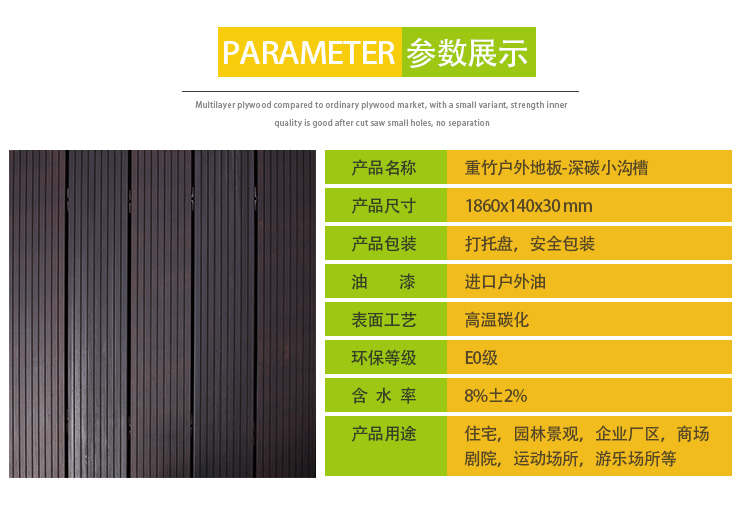 PARAMETER 参数展示
Multilayer plywood compared to ordinary plywood market, with a small variant, strength inner
quality is good after cut saw small holes, no separation
产品名称 重竹户外地板-深碳小沟槽
产品尺寸 1860x140x30 mm
产品包装 打托盘，安全包装
油 漆 进口户外油
表面工艺 高温碳化
环保等级 E0级
含 水 率 8%±2%
产品用途 住宅，园林景观，企业厂区，商场
剧院，运动场所，游乐场所等